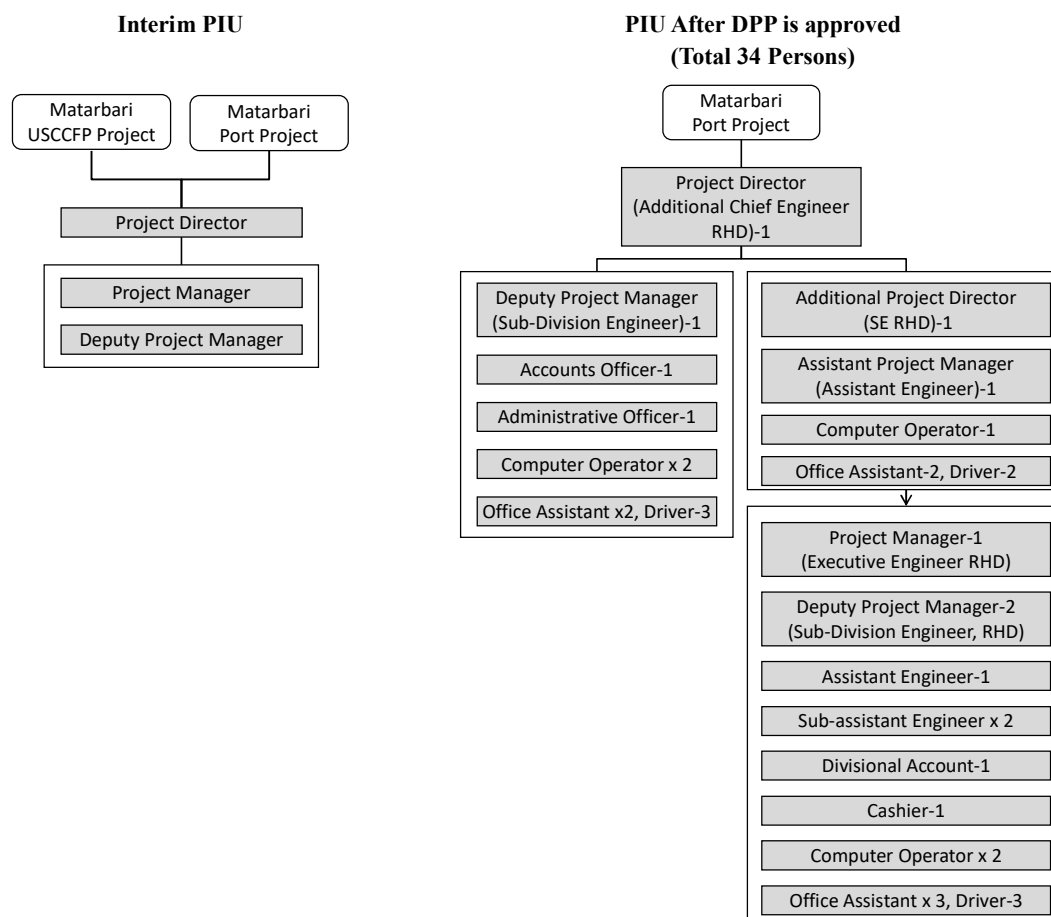 Interim PIU
Matarbari
USCCFP Project
Matarbari
Port Project
Project Director
Project Manager
Deputy Project Manager
PIU After DPP is approved
(Total 34 Persons)
Matarbari
Port Project
Project Director
(Additional Chief Engineer
RHD)-1
Deputy Project Manager
(Sub-Division Engineer)-1
Accounts Officer-1
Administrative Officer-1
Computer Operator x 2
Office Assistant x2, Driver-3
Additional Project Director
(SE RHD)-1
Assistant Project Manager
(Assistant Engineer)-1
Computer Operator-1
Office Assistant-2, Driver-2
Project Manager-1
(Executive Engineer RHD)
Deputy Project Manager-2
(Sub-Division Engineer, RHD)
Assistant Engineer-1
Sub-assistant Engineer x 2
Divisional Account-1
Cashier-1
Computer Operator x 2
Office Assistant x 3, Driver-3